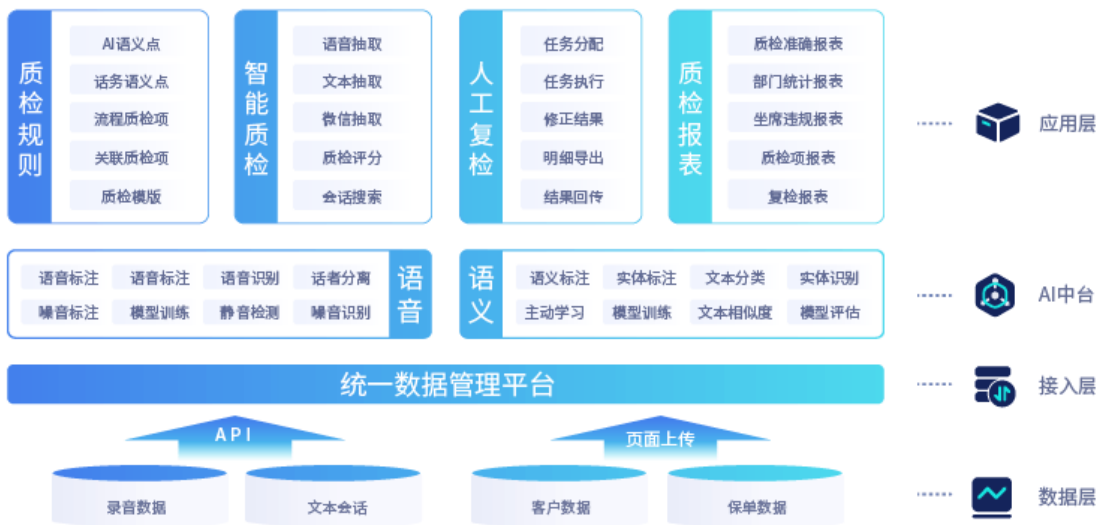 质检规则
AI语义点
话务语义点
流程质检项
关联质检项
质检模版
智能质检
语音抽取
文本抽取
微信抽取
质检评分
会话搜索
人工复检
任务分配
任务执行
修正结果
明细导出
结果回传
质检报表
质检准确报表
部门统计报表
坐席违规报表
质检项报表
复检报表
应用层
语音标注 语音标注 语音识别 话者分离
噪音标注 模型训练 静音检测 噪音识别
语音
语义
语义标注 实体标注 文本分类 实体识别
主动学习 模型训练 文本相似度 模型评估
AI中台
统一数据管理平台
接入层
API
页面上传
录音数据
文本会话
客户数据
保单数据
数据层